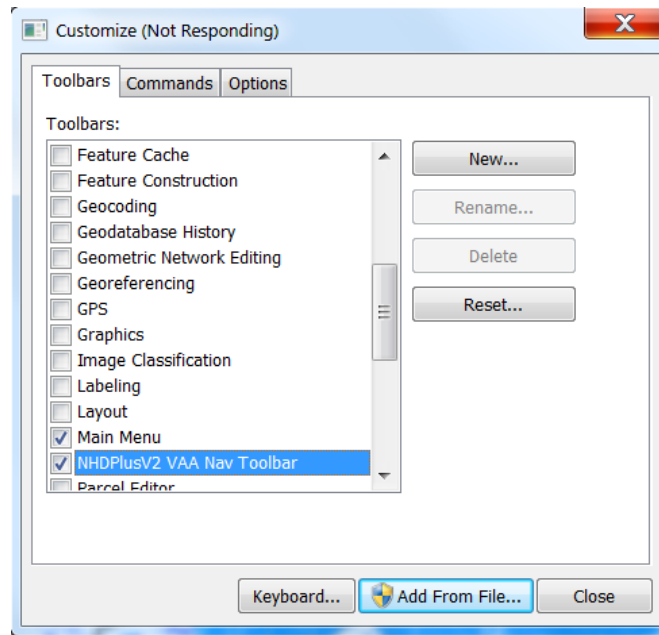 Customize (Not Responding)
Toolbars Commands Options
Toolbars:
Feature Cache
Feature Construction
Geocoding
Geodatabase History
Geometric Network Editing
Georeferencing
GPS
Graphics
Image Classification
Labeling
Layout
Main Menu
NHDPlusV2 VAA Nav Toolbar
Parcel Editor
New...
Rename...
Delete
Reset...
Keyboard... Add From File... Close